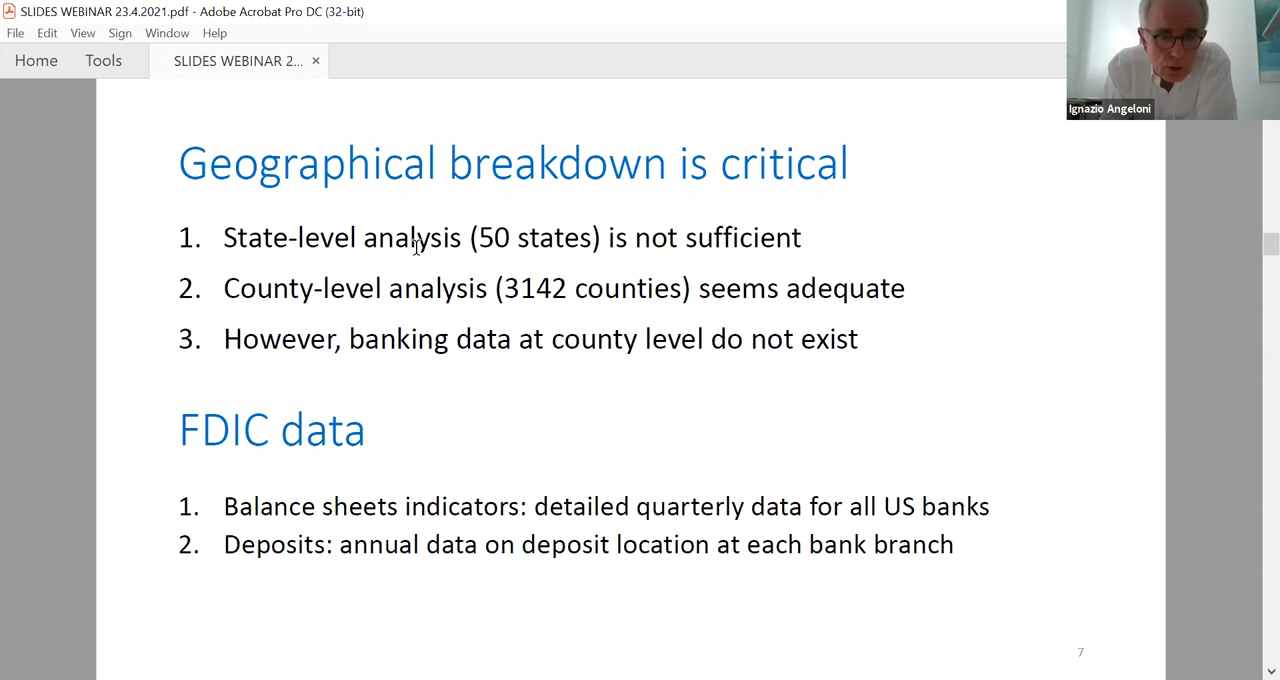 SLIDES WEBINAR 23.4.2021.pdf - Adobe Acrobat Pro DC (32-bit)
File Edit View Sign Window Help
Home Tools SLIDES WEBINAR 2... ×
Ignazio Angeloni
Geographical breakdown is critical
1. State-level analysis (50 states) is not sufficient
2. County-level analysis (3142 counties) seems adequate
3. However, banking data at county level do not exist
FDIC data
1. Balance sheets indicators: detailed quarterly data for all US banks
2. Deposits: annual data on deposit location at each bank branch
7